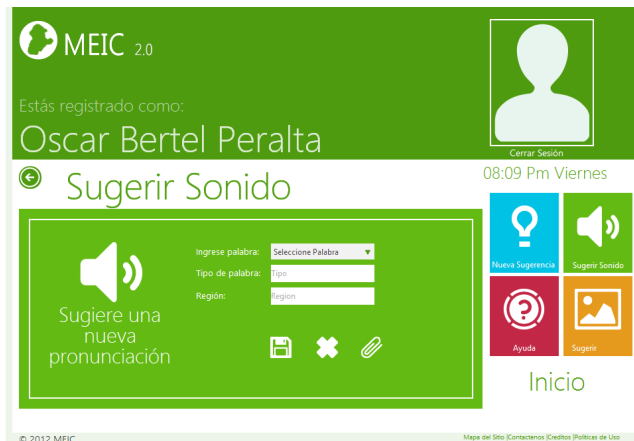 MEIC 2.0
Estás registrado como:
Oscar Bertel Peralta
Cerrar Sesión
Sugerir Sonido
08:09 Pm Viernes
Sugiere una
nueva
pronunciación
Ingrese palabra: Seleccione Palabra
Tipo de palabra: Tipo
Región: Region
Nueva Sugerencia
Sugerir Sonido
Ayuda
Sugerir
Inicio
© 2012 MEIC
Mapa del Sitio |Contactenos |Creditos |Politicas de Uso